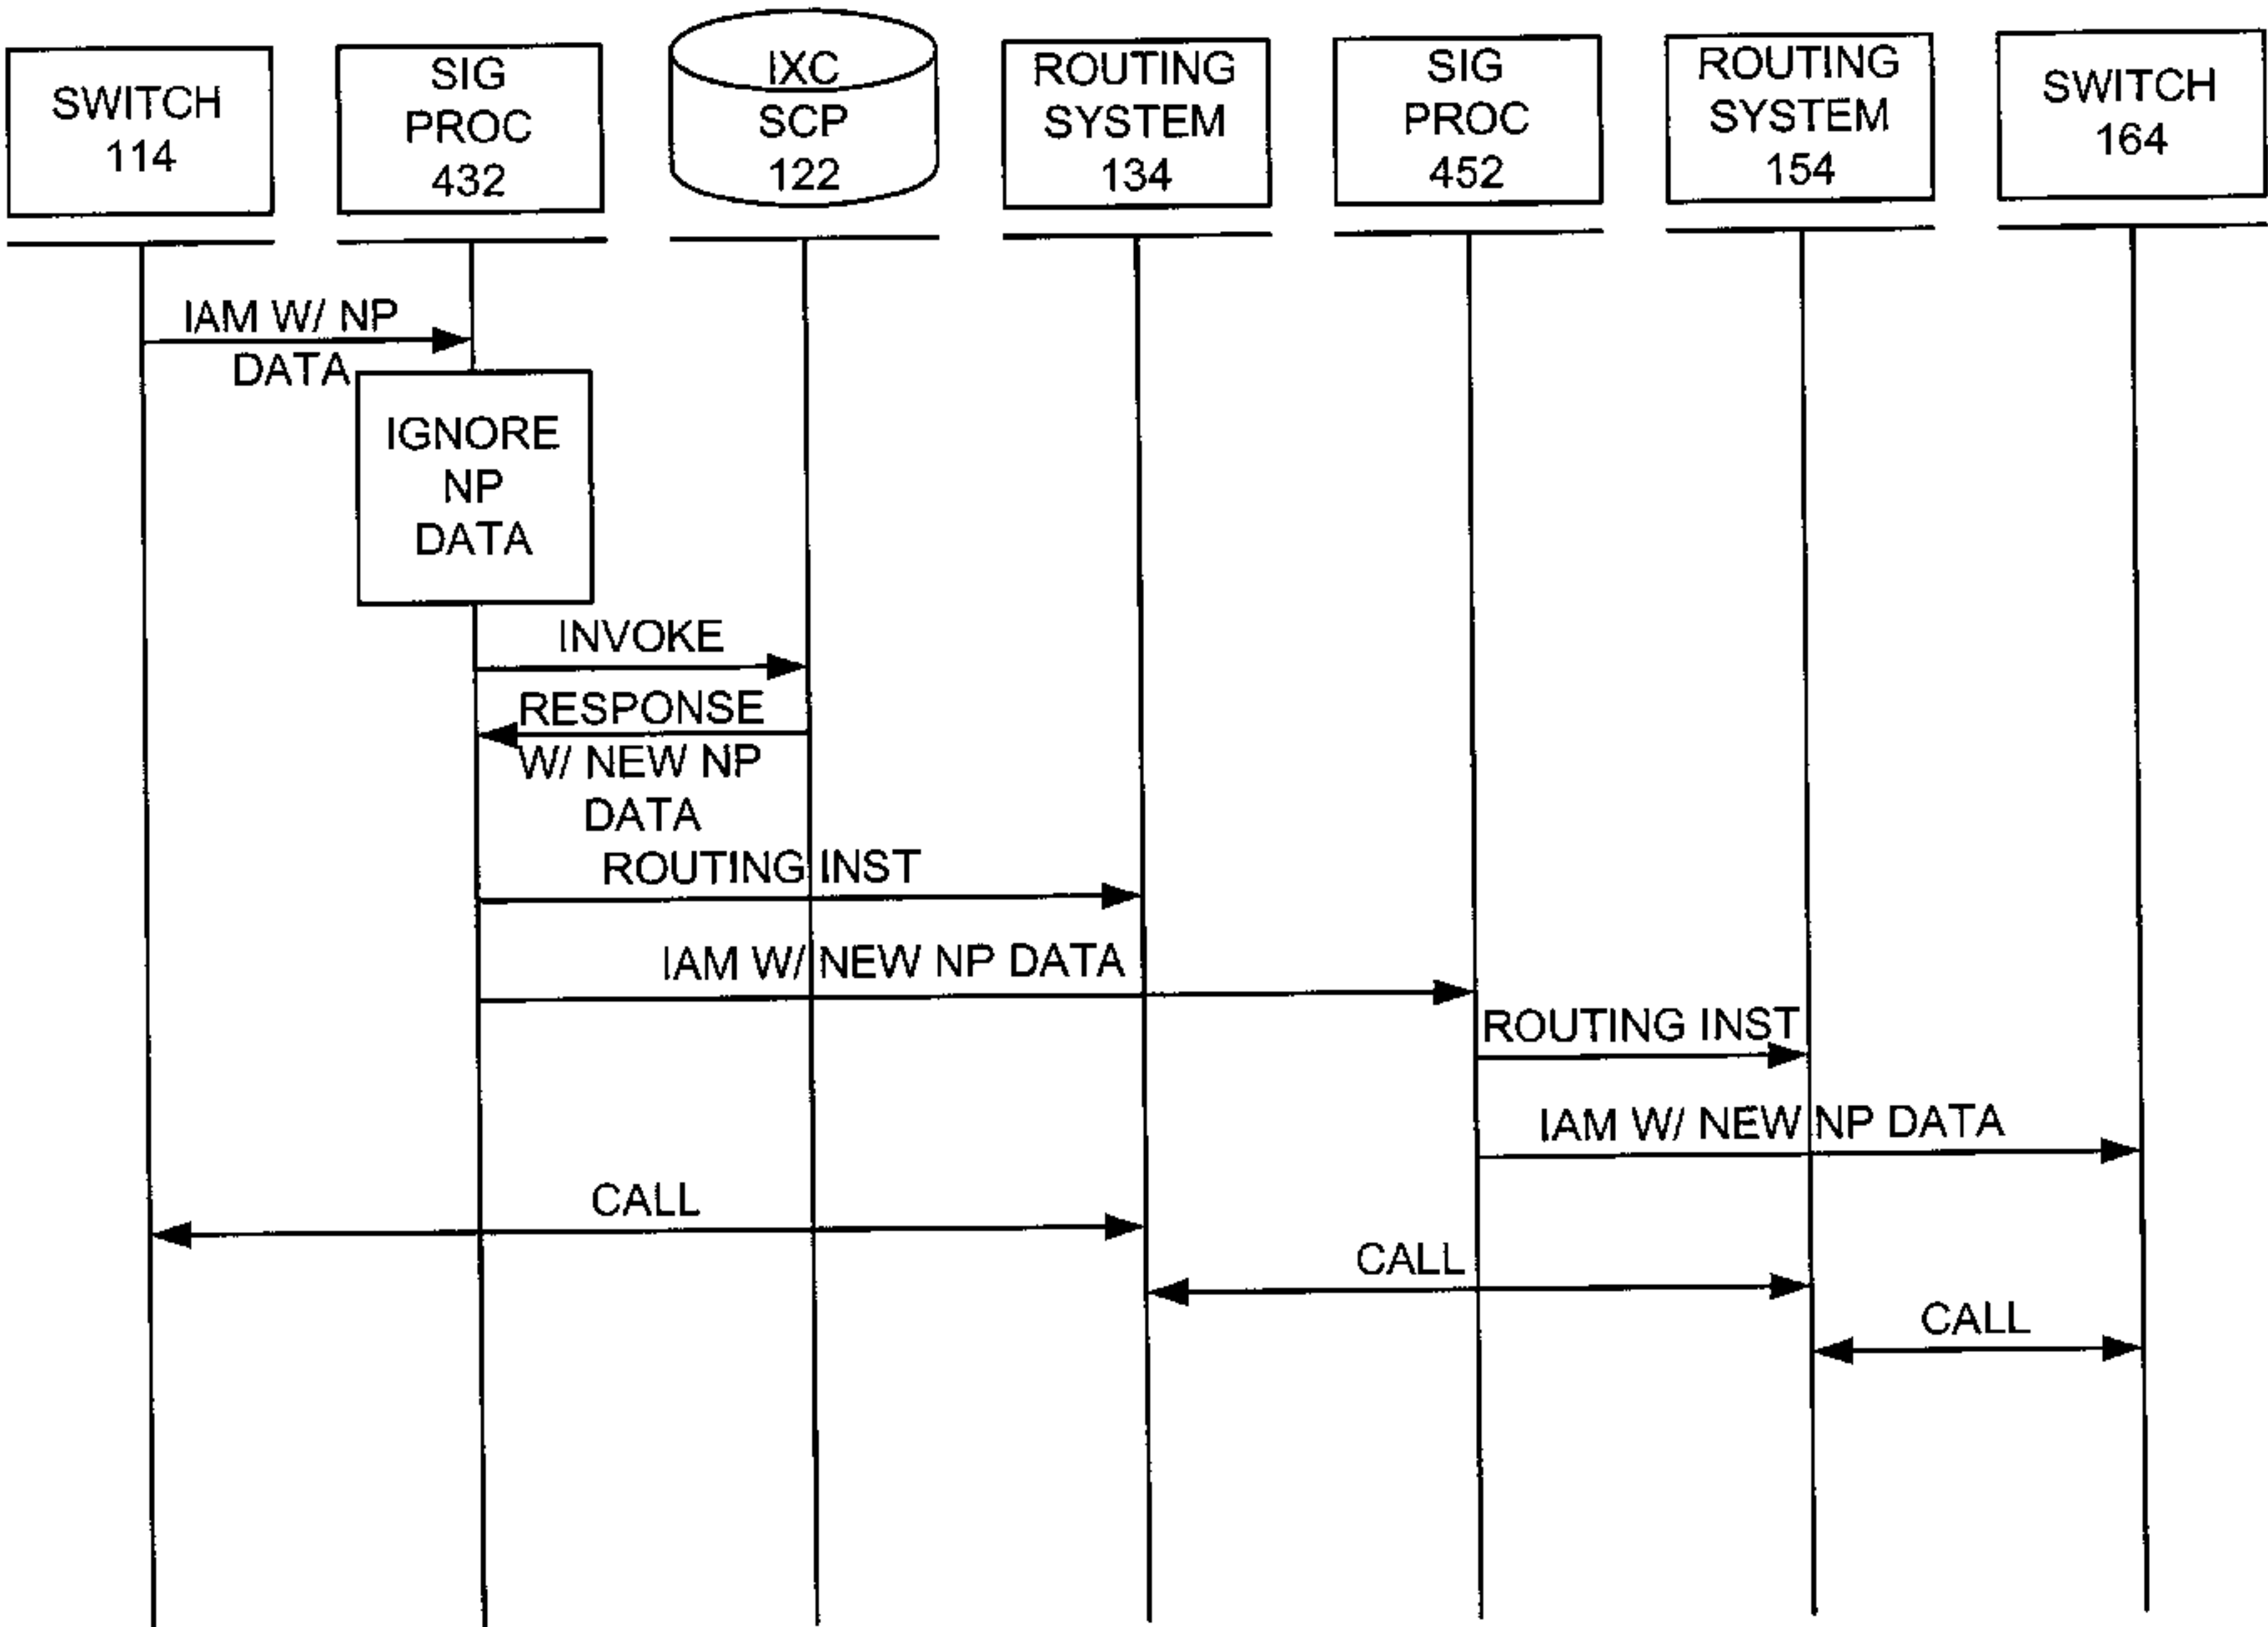 SWITCH
114
SIG
PROC
432
IXC
SCP
122
ROUTING
SYSTEM
134
SIG
PROC
452
ROUTING
SYSTEM
154
SWITCH
164
IAM W/ NP
DATA
IGNORE
NP
DATA
INVOKE
RESPONSE
W/ NEW NP
DATA
ROUTING INST
IAM W/ NEW NP DATA
ROUTING INST
IAM W/ NEW NP DATA
CALL
CALL
CALL